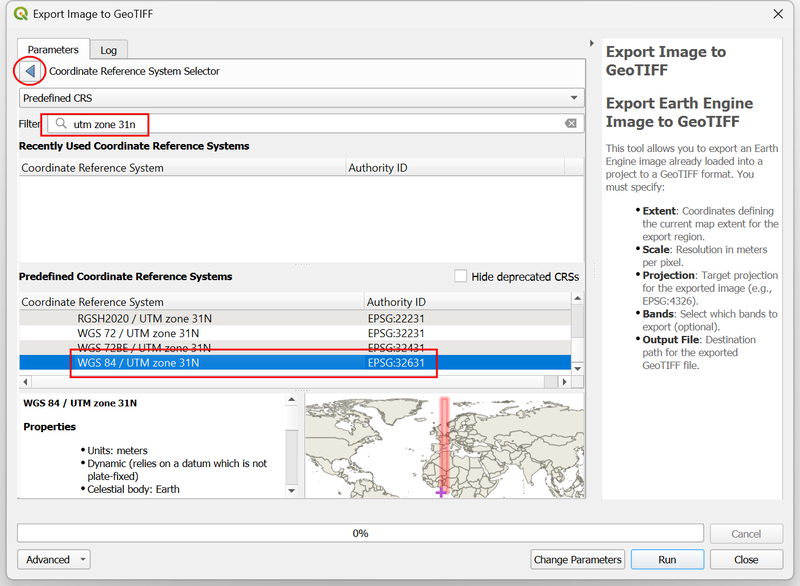 Export Image to GeoTIFF
Parameters
Log
Coordinate Reference System Selector
Predefined CRS
Filter
utm zone 31n
Recently Used Coordinate Reference Systems
Coordinate Reference System
Authority ID
Predefined Coordinate Reference Systems
Hide deprecated CRSs
Coordinate Reference System
Authority ID
RGSH2020 / UTM zone 31N
EPSG:22231
WGS 72 / UTM zone 31N
EPSG:32231
WGS 72BE / UTM zone 31N
EPSG:32431
WGS 84 / UTM zone 31N
EPSG:32631
WGS 84 / UTM zone 31N
Properties
• Units: meters
• Dynamic (relies on a datum which is not
plate-fixed)
• Celestial body: Earth
Export Image to
GeoTIFF
Export Earth Engine
Image to GeoTIFF
This tool allows you to export an Earth
Engine image already loaded into a
project to a GeoTIFF format. You
must specify:
• Extent: Coordinates defining
the current map extent for the
export region.
• Scale: Resolution in meters
per pixel.
• Projection: Target projection
for the exported image (e.g.,
EPSG:4326).
• Bands: Select which bands to
export (optional).
• Output File: Destination
path for the exported
GeoTIFF file.
0%
Cancel
Advanced
Change Parameters
Run
Close